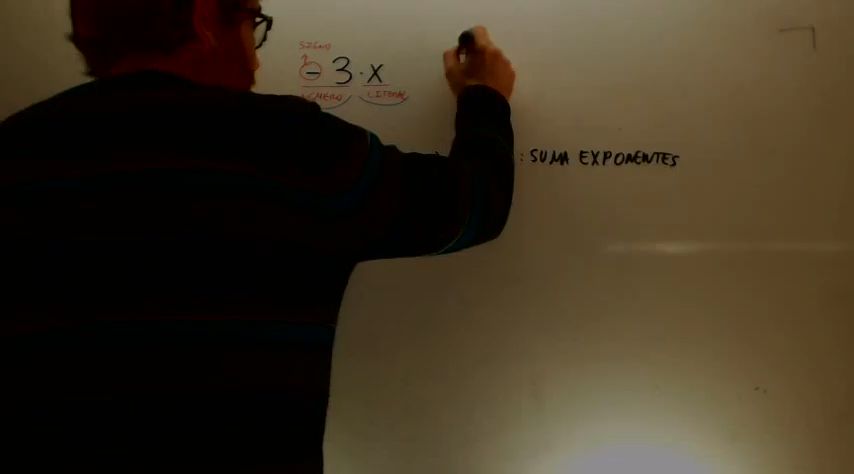 SIGNO
- 3 · x
NÚMERO LITERAL
: SUMA EXPONENTES